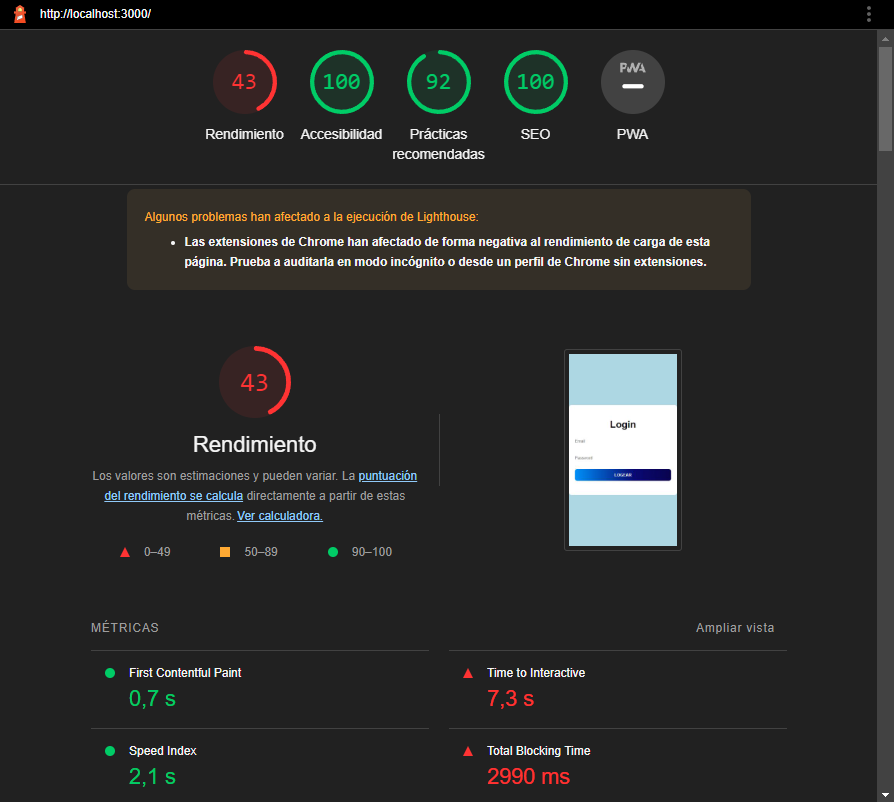 http://localhost:3000/
43
100
92
100
PWA
Rendimiento
Accesibilidad
Prácticas
recomendadas
SEO
PWA
Algunos problemas han afectado a la ejecución de Lighthouse:
Las extensiones de Chrome han afectado de forma negativa al rendimiento de carga de esta
página. Prueba a auditarla en modo incógnito o desde un perfil de Chrome sin extensiones.
43
Rendimiento
Los valores son estimaciones y pueden variar. La puntuación
del rendimiento se calcula directamente a partir de estas
métricas. Ver calculadora.
0–49
50–89
90–100
Login
Email
Password
LOGEAR
MÉTRICAS
Ampliar vista
First Contentful Paint
0,7 s
Time to Interactive
7,3 s
Speed Index
2,1 s
Total Blocking Time
2990 ms